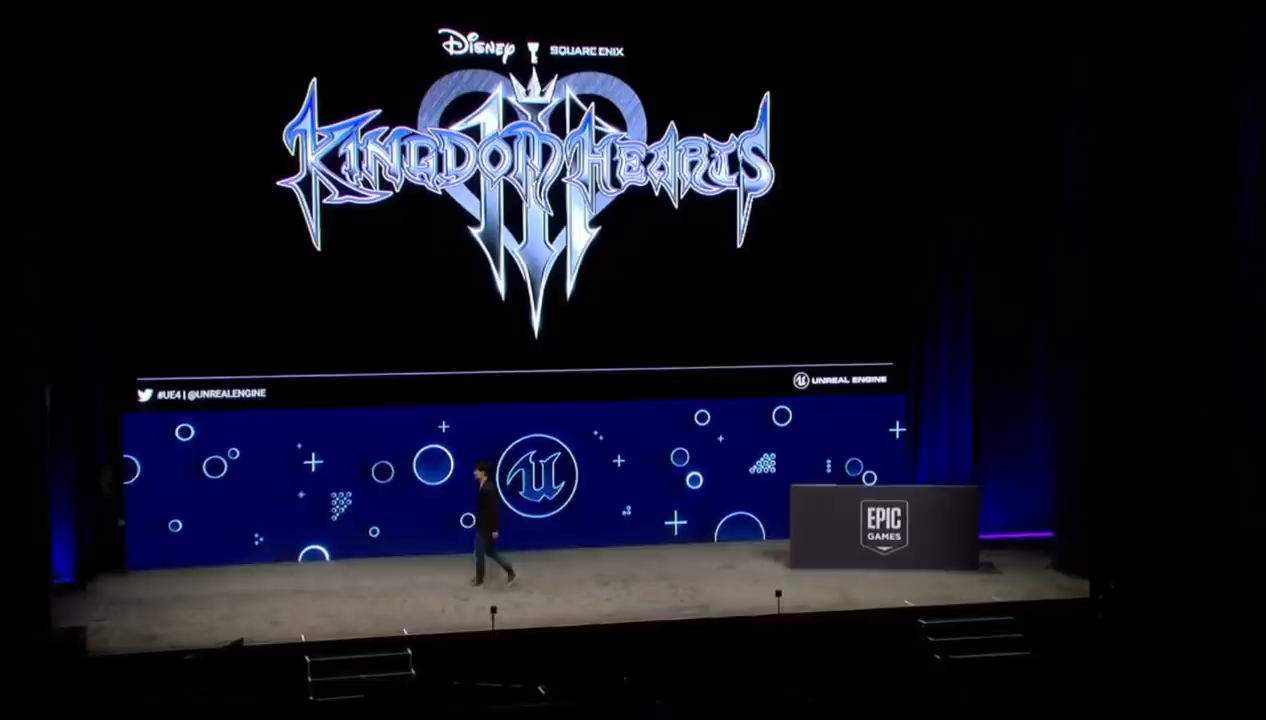 Disney SQUARE ENIX
KINGDOM HEARTS
III
#UE4 | @UNREALENGINE
UNREAL ENGINE
EPIC
GAMES